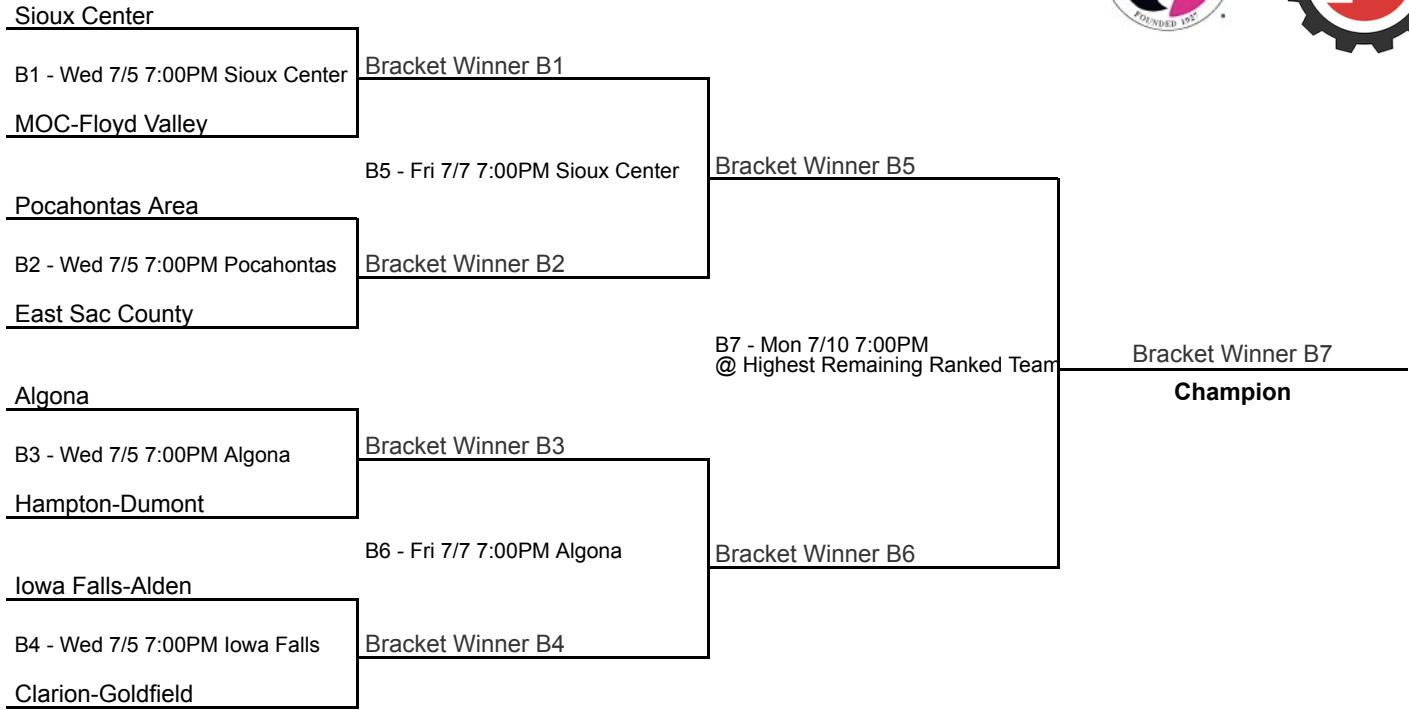 FOUNDED 1927
Sioux Center
B1 - Wed 7/5 7:00PM Sioux Center
Bracket Winner B1
MOC-Floyd Valley
B5 - Fri 7/7 7:00PM Sioux Center
Bracket Winner B5
Pocahontas Area
B2 - Wed 7/5 7:00PM Pocahontas
Bracket Winner B2
East Sac County
B7 - Mon 7/10 7:00PM
@ Highest Remaining Ranked Team
Bracket Winner B7
Champion
Algona
B3 - Wed 7/5 7:00PM Algona
Bracket Winner B3
Hampton-Dumont
B6 - Fri 7/7 7:00PM Algona
Bracket Winner B6
Iowa Falls-Alden
B4 - Wed 7/5 7:00PM Iowa Falls
Bracket Winner B4
Clarion-Goldfield